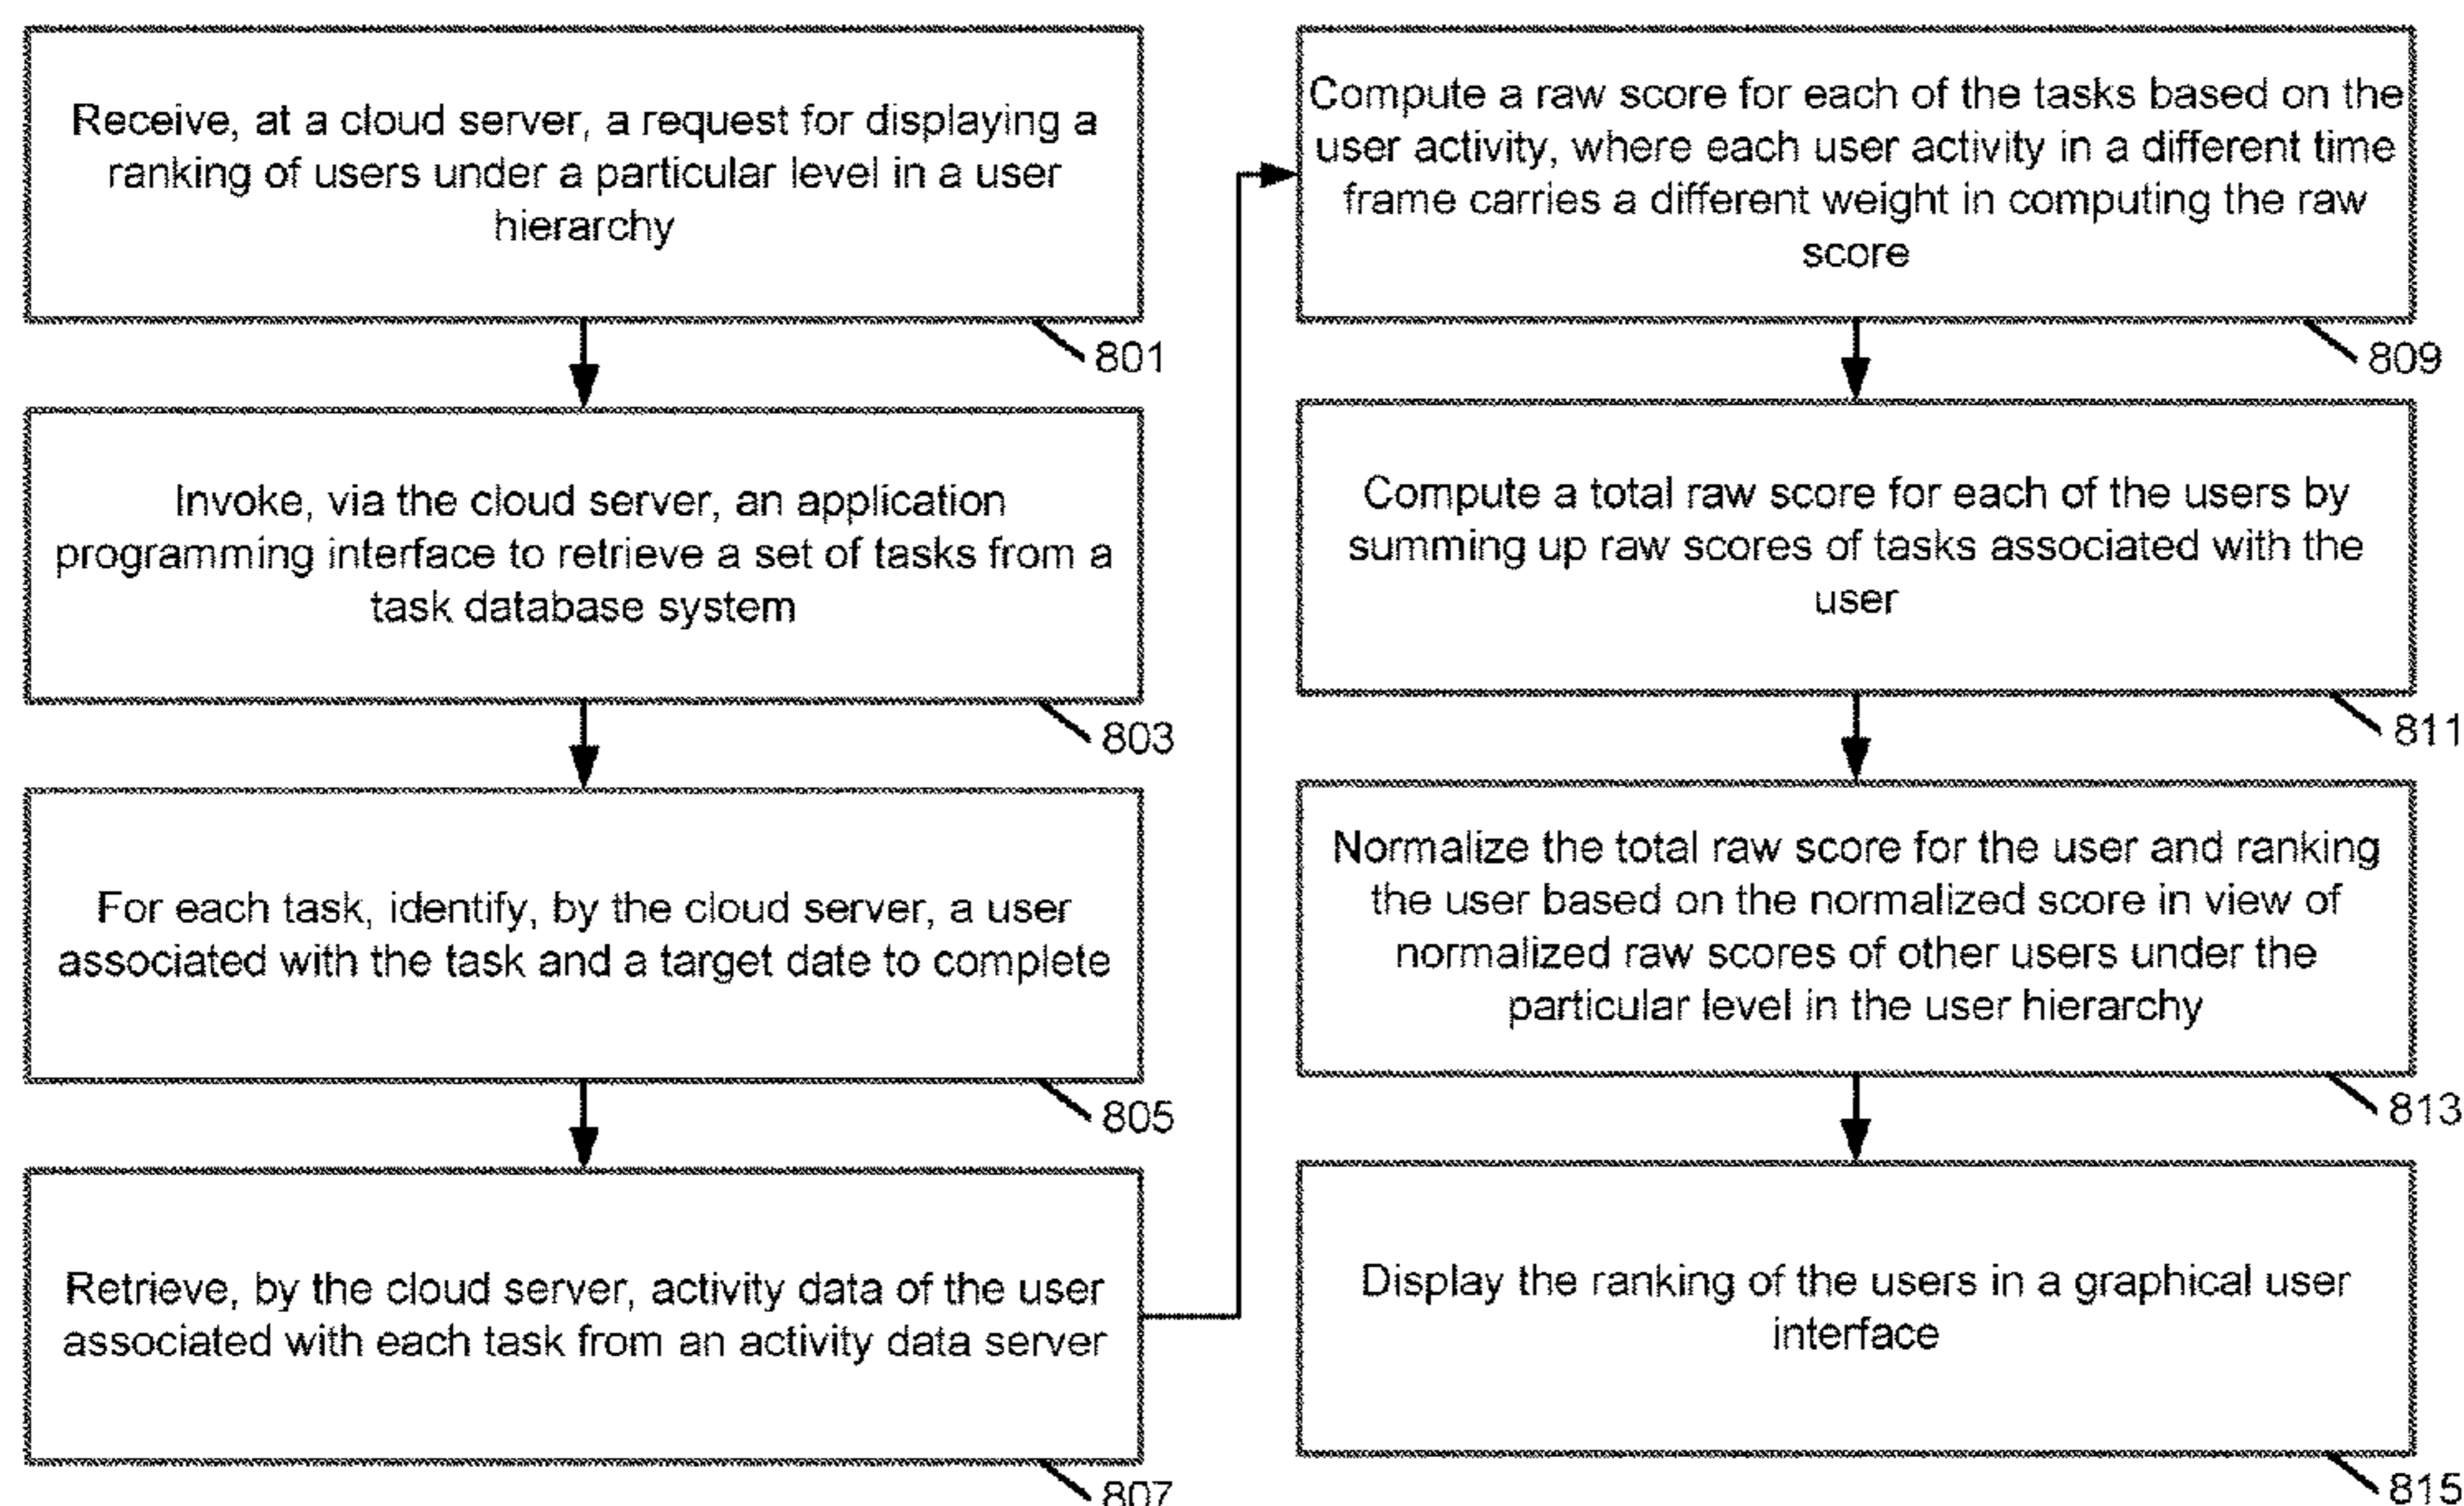 Receive, at a cloud server, a request for displaying a
ranking of users under a particular level in a user
hierarchy
801
Invoke, via the cloud server, an application
programming interface to retrieve a set of tasks from a
task database system
803
For each task, identify, by the cloud server, a user
associated with the task and a target date to complete
805
Retrieve, by the cloud server, activity data of the user
associated with each task from an activity data server
807
Compute a raw score for each of the tasks based on the
user activity, where each user activity in a different time
frame carries a different weight in computing the raw
score
809
Compute a total raw score for each of the users by
summing up raw scores of tasks associated with the
user
811
Normalize the total raw score for the user and ranking
the user based on the normalized score in view of
normalized raw scores of other users under the
particular level in the user hierarchy
813
Display the ranking of the users in a graphical user
interface
815